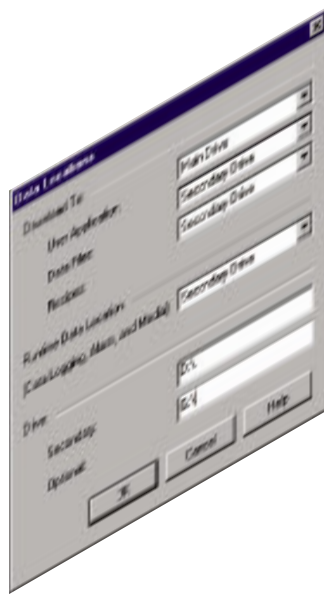 Data Locations
Download To:
User Application: Main Drive
Data Files: Secondary Drive
Recipes: Secondary Drive
Runtime Data Location:
(Data Logging, Alarm, and Media) Secondary Drive
Drive
Secondary: D:\
Optional: E:\
OK Cancel Help